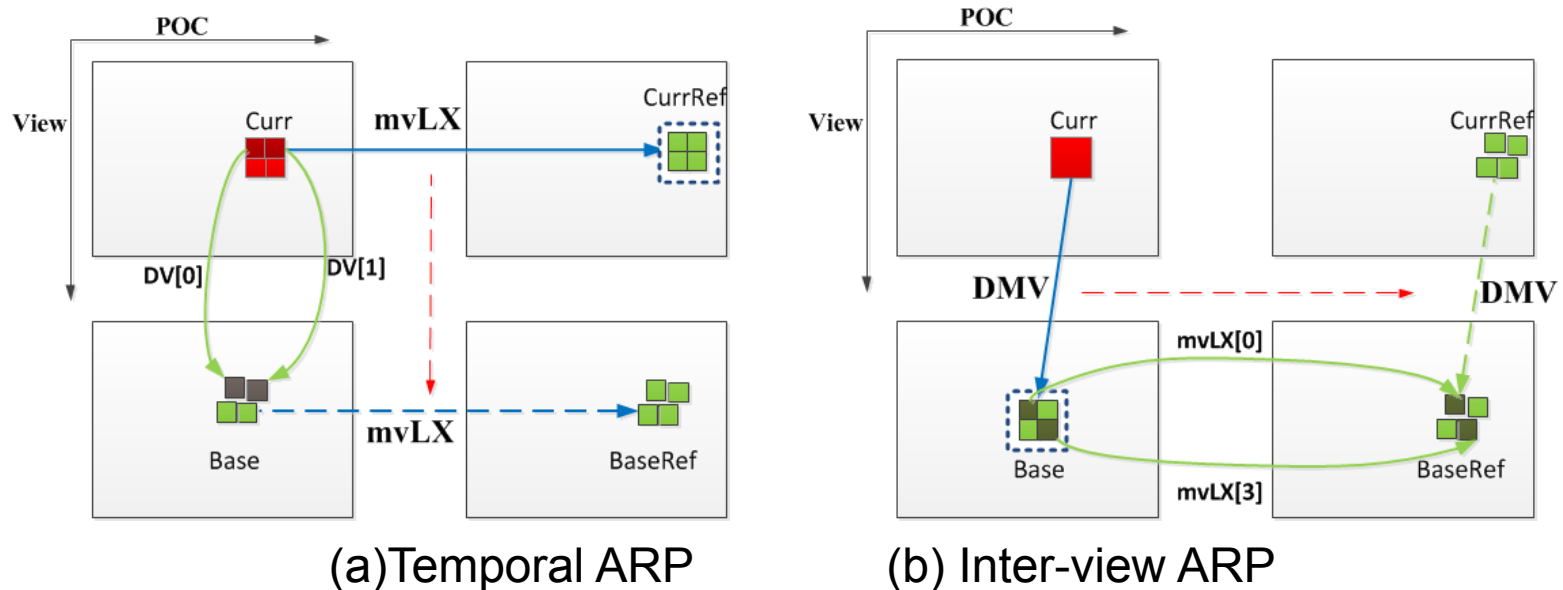 POC
View
Curr
mvLX
CurrRef
DV[0]
DV[1]
mvLX
Base
BaseRef
(a)Temporal ARP
POC
View
Curr
CurrRef
DMV
DMV
mvLX[0]
Base
BaseRef
mvLX[3]
(b) Inter-view ARP